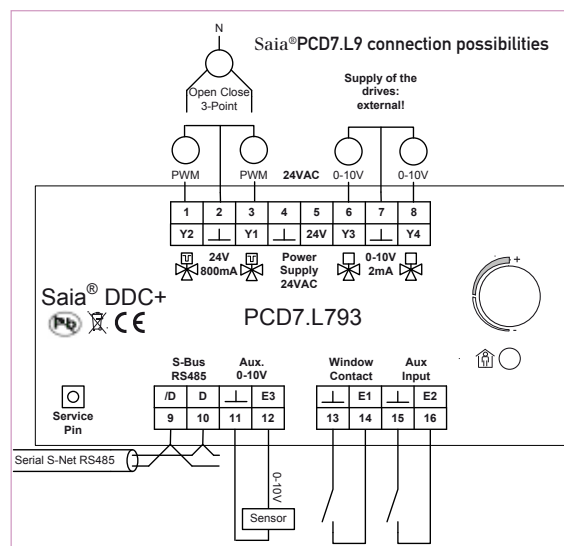 Saia®PCD7.L9 connection possibilities
N
Open Close
3-Point
Supply of the
drives:
external!
PWM
PWM
24VAC
0-10V
0-10V
1 2 3 4 5 6 7 8
Y2 ⊥ Y1 ⊥ 24V Y3 ⊥ Y4
24V
800mA
Power
Supply
24VAC
0-10V
2mA
+
-
Saia® DDC+
Pb CE
PCD7.L793
S-Bus
RS485
Aux.
0-10V
Window
Contact
Aux
Input
/D D ⊥ E3
9 10 11 12
⊥ E1 ⊥ E2
13 14 15 16
Service
Pin
Serial S-Net RS485
0-10V
Sensor